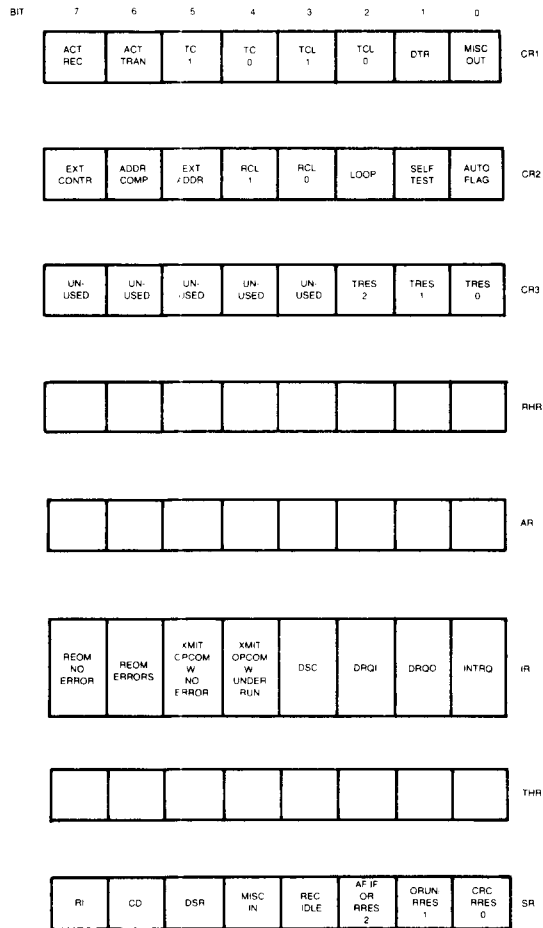 BIT 7 6 5 4 3 2 1 0
ACT REC ACT TRAN TC 1 TC 0 TCL 1 TCL 0 DTR MISC OUT CR1
EXT CONTR ADDR COMP EXT ADDR RCL 1 RCL 0 LOOP SELF TEST AUTO FLAG CR2
UN- USED UN- USED UN- USED UN- USED UN- USED TRES 2 TRES 1 TRES 0 CR3
RHR
AR
REOM NO ERROR REOM ERRORS XMIT OPCOM W NO ERROR XMIT OPCOM W UNDER RUN DSC DRQI DRQO INTRQ IR
THR
RI CD DSR MISC IN REC IDLE AF IF OR RRES 2 ORUN RRES 1 CRC RRES 0 SR